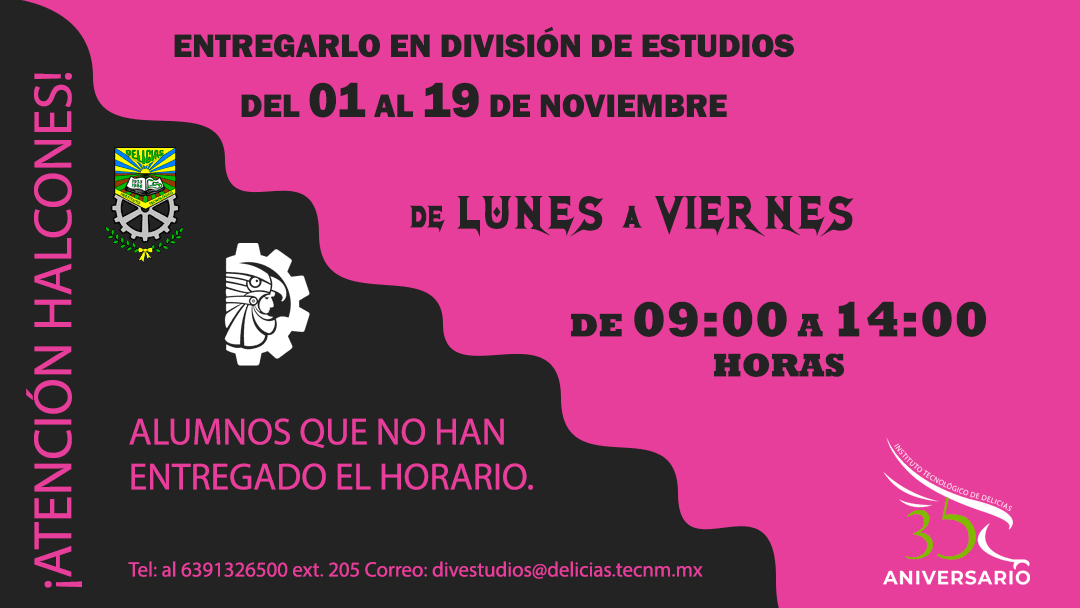 ¡ATENCIÓN HALCONES!
ENTREGARLO EN DIVISIÓN DE ESTUDIOS
DEL 01 AL 19 DE NOVIEMBRE
DE LUNES A VIERNES
DE 09:00 A 14:00
HORAS
DELICIAS
ALUMNOS QUE NO HAN
ENTREGADO EL HORARIO.
Tel: al 6391326500 ext. 205 Correo: divestudios@delicias.tecnm.mx
INSTITUTO TECNOLÓGICO DE DELICIAS
35
ANIVERSARIO